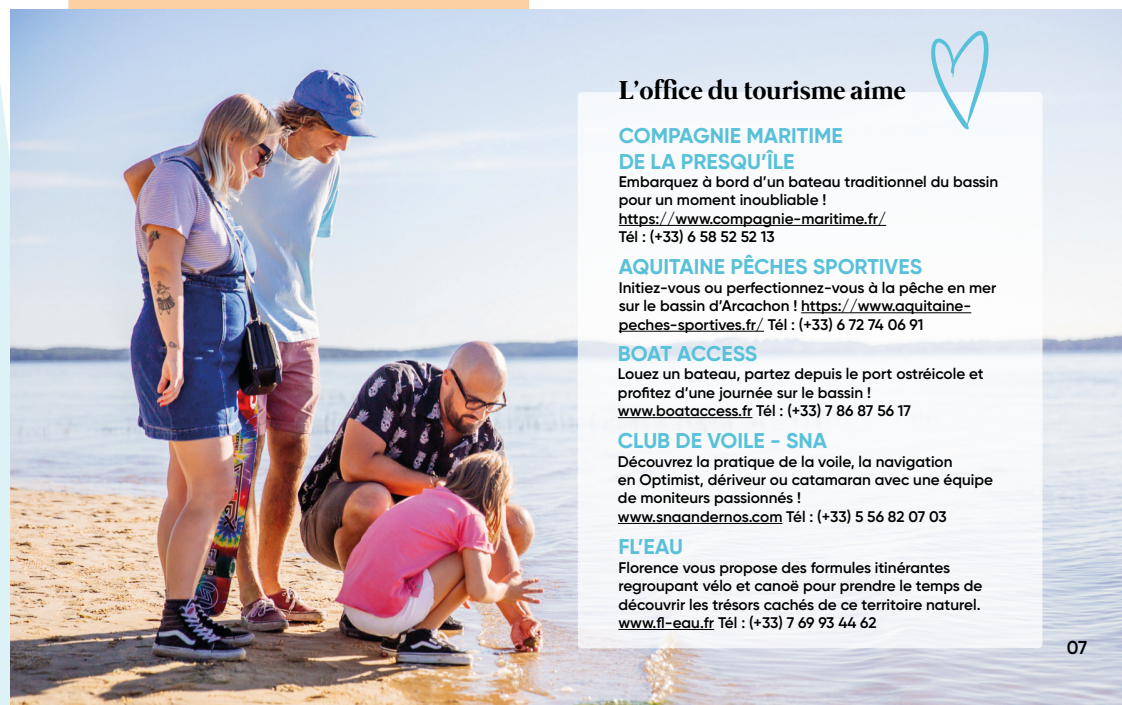 L'office du tourisme aime
COMPAGNIE MARITIME
DE LA PRESQU'ÎLE
Embarquez à bord d'un bateau traditionnel du bassin
pour un moment inoubliable !
https://www.compagnie-maritime.fr/
Tél : (+33) 6 58 52 52 13
AQUITAINE PÊCHES SPORTIVES
Initiez-vous ou perfectionnez-vous à la pêche en mer
sur le bassin d'Arcachon ! https://www.aquitaine-
peches-sportives.fr/ Tél : (+33) 6 72 74 06 91
BOAT ACCESS
Louez un bateau, partez depuis le port ostréicole et
profitez d'une journée sur le bassin !
www.boataccess.fr Tél : (+33) 7 86 87 56 17
CLUB DE VOILE - SNA
Découvrez la pratique de la voile, la navigation
en Optimist, dériveur ou catamaran avec une équipe
de moniteurs passionnés !
www.snaandernos.com Tél : (+33) 5 56 82 07 03
FL'EAU
Florence vous propose des formules itinérantes
regroupant vélo et canoë pour prendre le temps de
découvrir les trésors cachés de ce territoire naturel.
www.fl-eau.fr Tél : (+33) 7 69 93 44 62
07